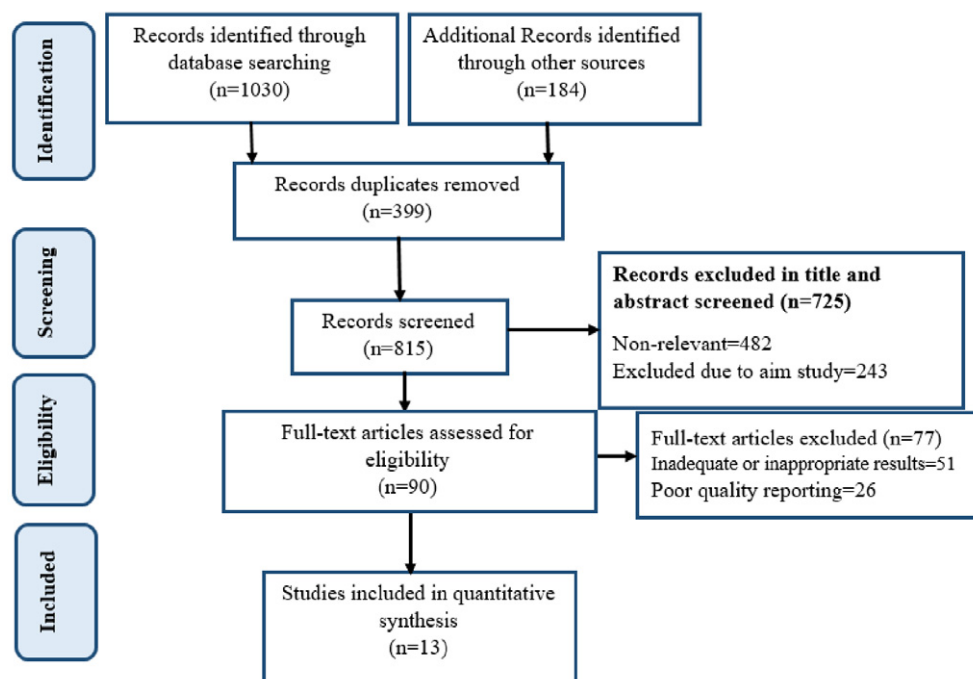 Identification
Records identified through
database searching
(n=1030)
Additional Records identified
through other sources
(n=184)
Records duplicates removed
(n=399)
Screening
Records screened
(n=815)
Records excluded in title and
abstract screened (n=725)
Non-relevant=482
Excluded due to aim study=243
Eligibility
Full-text articles assessed for
eligibility
(n=90)
Full-text articles excluded (n=77)
Inadequate or inappropriate results=51
Poor quality reporting=26
Included
Studies included in quantitative
synthesis
(n=13)